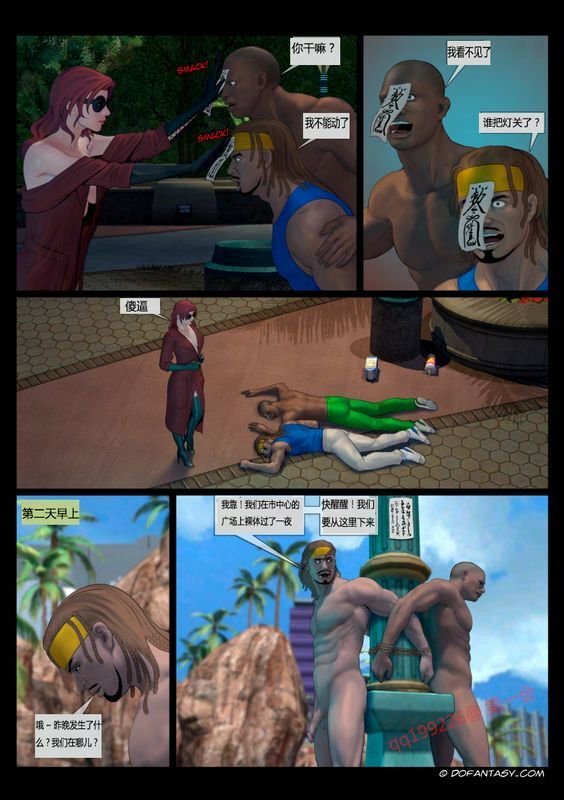 SMACK!
你干嘛？
SMACK!
我不能动了
我看不见了
谁把灯关了？
傻逼
第二天早上
哦～昨晚发生了什
么？我们在哪儿？
我靠！我们在市中心的
广场上裸体过了一夜
快醒醒！我们
要从这里下来
© DOFANTASY.COM